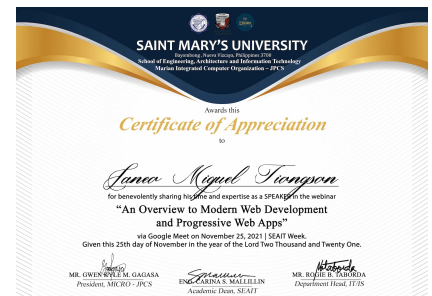 SAINT MARY'S UNIVERSITY
Bayombong, Nueva Vizcaya, Philippines 3700
School of Engineering, Architecture and Information Technology
Marian Integrated Computer Organization – JPCS
Awards this
Certificate of Appreciation
to
Miguel Tiongson
for benevolently sharing his time and expertise as a SPEAKER in the webinar
“An Overview to Modern Web Development
and Progressive Web Apps”
via Google Meet on November 25, 2021 | SEAIT Week.
Given this 25th day of November in the year of the Lord Two Thousand and Twenty One.
MR. GWEN KYLE M. GAGASA
President, MICRO - JPCS
ENG. CARINA S. MALLILLIN
Academic Dean, SEAIT
MR. ROGIE B. TABORDA
Department Head, IT/IS